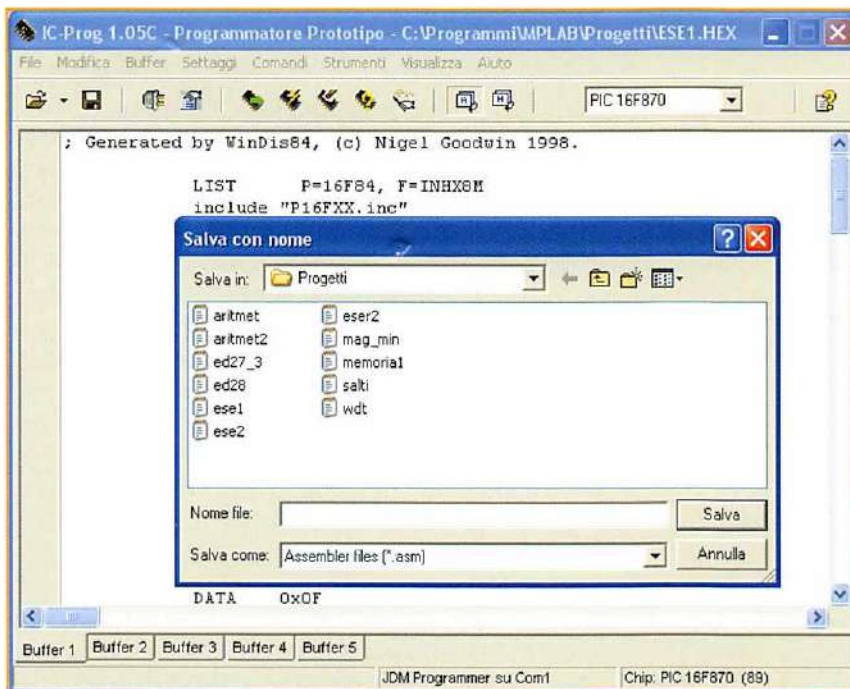 IC-Prog 1.05C - Programmatore Prototipo - C:\Programmi\MPLAB\Progetti\ESE1.HEX
File Modifica Buffer Settaggi Comandi Strumenti Visualizza Aiuto
PIC 16F870
; Generated by WinDis84, (c) Nigel Goodwin 1998.
LIST P=16F84, F=INHX8M
include "P16FXX.inc"
Salva con nome
Salva in: Progetti
aritmet
aritmet2
ed27_3
ed28
ese1
ese2
eser2
mag_min
memoria1
salti
wdt
Nome file:
Salva
Salva come: Assembler files (*.asm)
Annulla
DATA 0x0F
Buffer 1 Buffer 2 Buffer 3 Buffer 4 Buffer 5
JDM Programmer su Com1 Chip: PIC 16F870 (89)